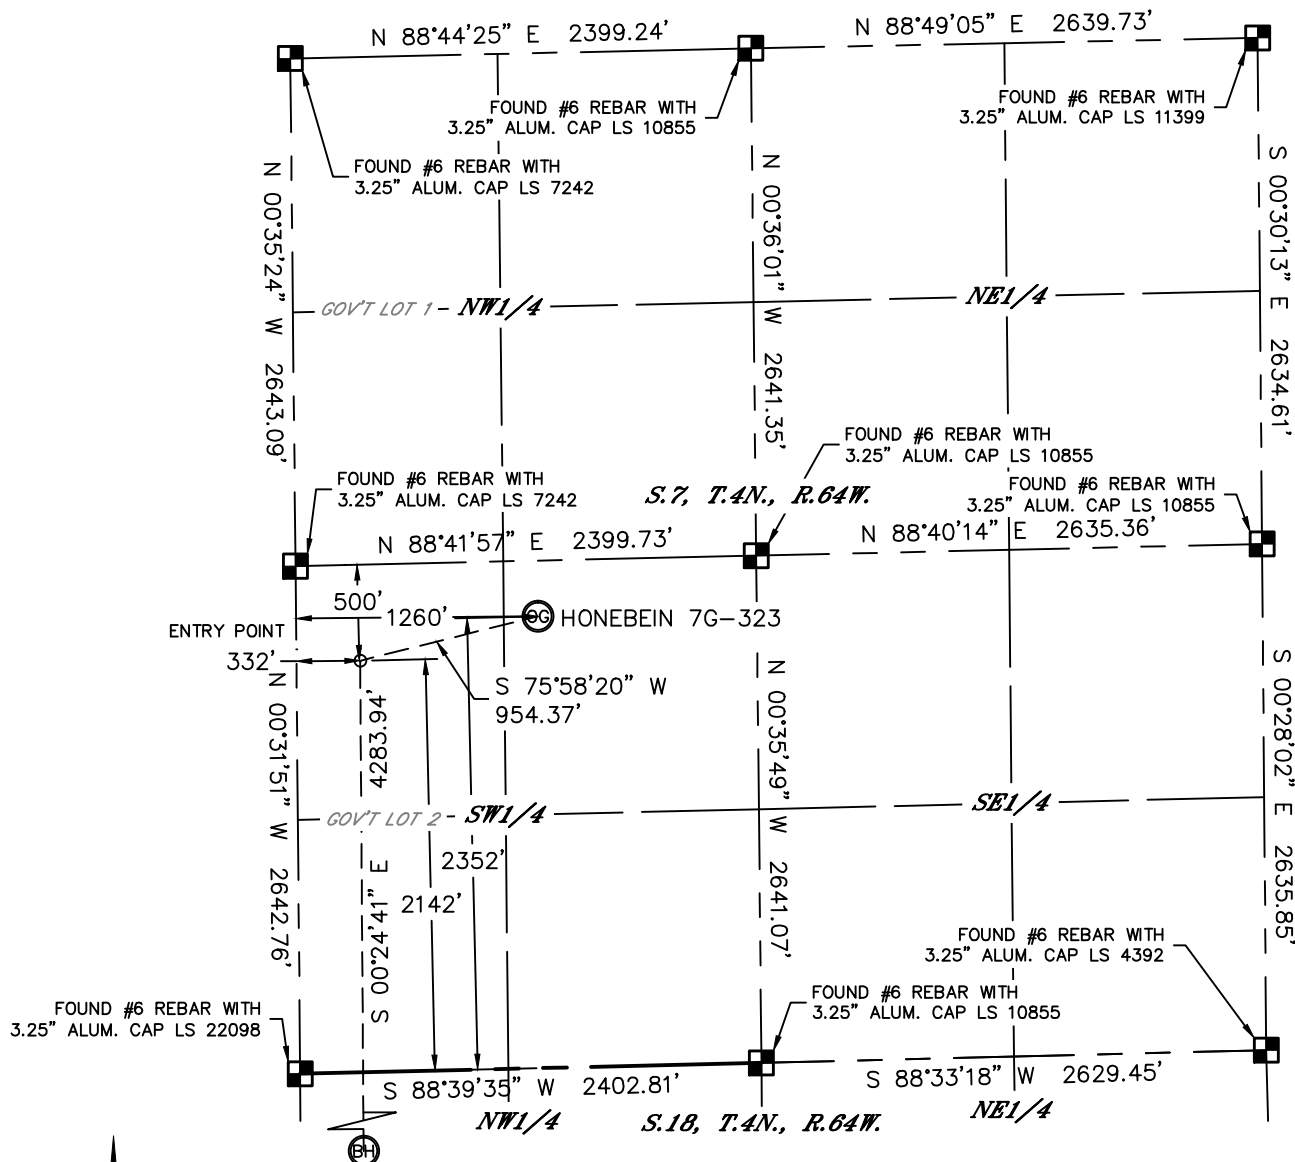 N 88°44'25" E 2399.24'
N 88°49'05" E 2639.73'
FOUND #6 REBAR WITH
3.25" ALUM. CAP LS 10855
FOUND #6 REBAR WITH
3.25" ALUM. CAP LS 11399
FOUND #6 REBAR WITH
3.25" ALUM. CAP LS 7242
N 00°35'24" W 2643.09'
N 00°36'01" W 2641.35'
S 00°30'13" E 2634.61'
GOV'T LOT 1
NW1/4
NE1/4
FOUND #6 REBAR WITH
3.25" ALUM. CAP LS 10855
FOUND #6 REBAR WITH
3.25" ALUM. CAP LS 7242
S.7, T.4N., R.64W.
FOUND #6 REBAR WITH
3.25" ALUM. CAP LS 10855
N 88°41'57" E 2399.73'
N 88°40'14" E 2635.36'
500'
1260'
OG HONEBEIN 7G-323
ENTRY POINT
332'
S 75°58'20" W
954.37'
N 00°31'51" W 2642.76'
S 00°24'41" E 4283.94'
N 00°35'49" W 2641.07'
S 00°28'02" E 2635.85'
GOV'T LOT 2
SW1/4
SE1/4
2352'
2142'
FOUND #6 REBAR WITH
3.25" ALUM. CAP LS 4392
FOUND #6 REBAR WITH
3.25" ALUM. CAP LS 22098
FOUND #6 REBAR WITH
3.25" ALUM. CAP LS 10855
S 88°39'35" W 2402.81'
S 88°33'18" W 2629.45'
NW1/4
S.18, T.4N., R.64W.
NE1/4
BH